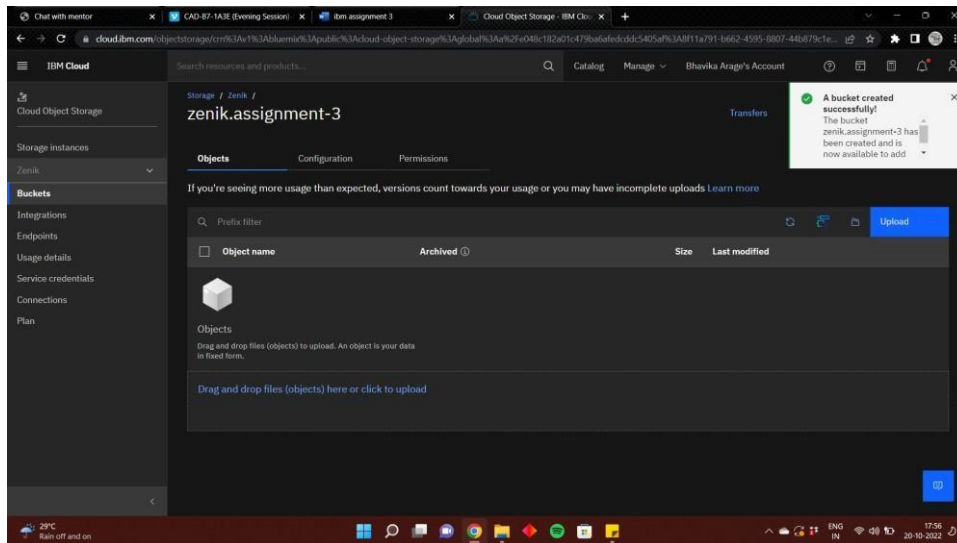 Chat with mentor
CAD-B7-1A3E (Evening Session)
ibm assignment 3
Cloud Object Storage - IBM Clou
IBM Cloud
Search resources and products...
Catalog
Manage
Bhavika Arage's Account
Cloud Object Storage
Storage instances
Zenik
Buckets
Integrations
Endpoints
Usage details
Service credentials
Connections
Plan
Storage / Zenik /
zenik.assignment-3
Transfers
A bucket created
successfully!
The bucket
zenik.assignment-3 has
been created and is
now available to add
Objects Configuration Permissions
If you're seeing more usage than expected, versions count towards your usage or you may have incomplete uploads Learn more
Prefix filter
Upload
Object name Archived Size Last modified
Objects
Drag and drop files (objects) to upload. An object is your data
in fixed form.
Drag and drop files (objects) here or click to upload
29°C
Rain off and on
ENG
IN
17:56
20-10-2022